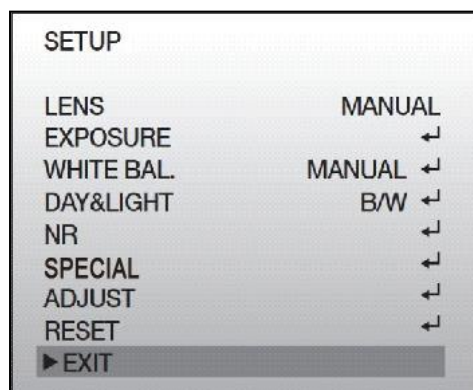 SETUP
LENS MANUAL
EXPOSURE ↵
WHITE BAL. MANUAL ↵
DAY&LIGHT B/W ↵
NR ↵
SPECIAL ↵
ADJUST ↵
RESET ↵
►EXIT